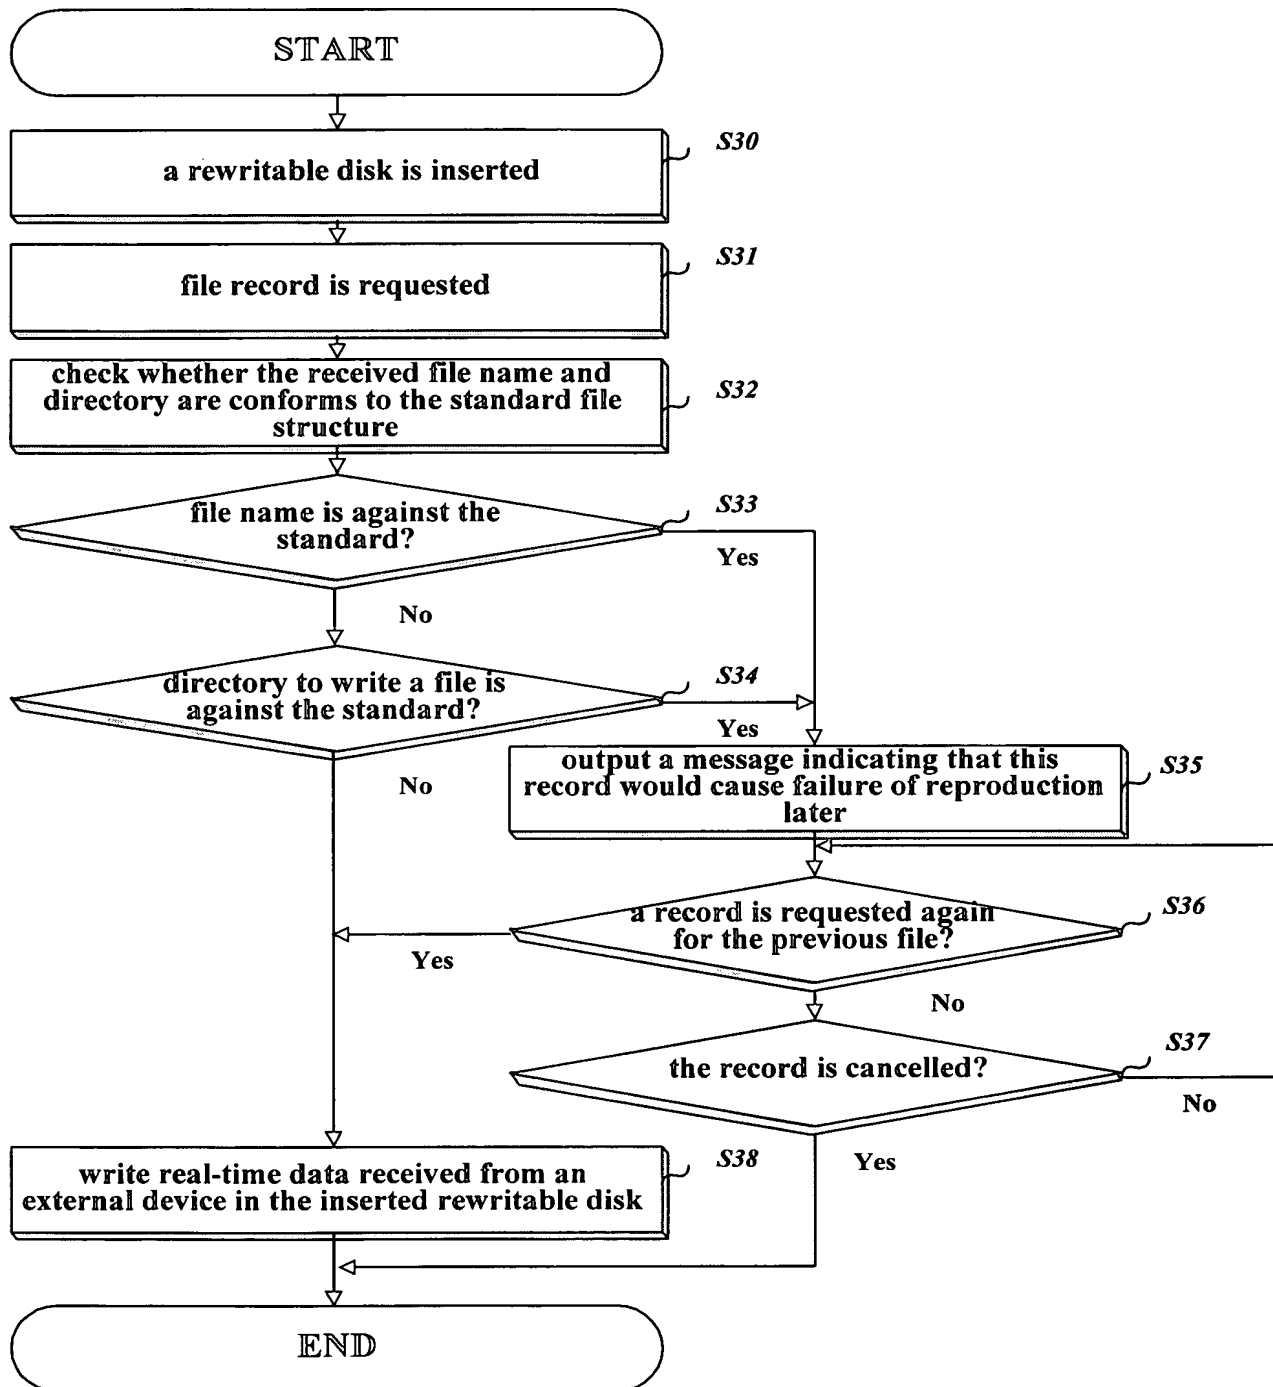 START
S30
a rewritable disk is inserted
S31
file record is requested
check whether the received file name and
directory are conforms to the standard file
structure
S32
file name is against the
standard?
S33
Yes
No
directory to write a file is
against the standard?
S34
Yes
No
output a message indicating that this
record would cause failure of reproduction
later
S35
a record is requested again
for the previous file?
S36
Yes
No
the record is cancelled?
S37
No
Yes
write real-time data received from an
external device in the inserted rewritable disk
S38
END